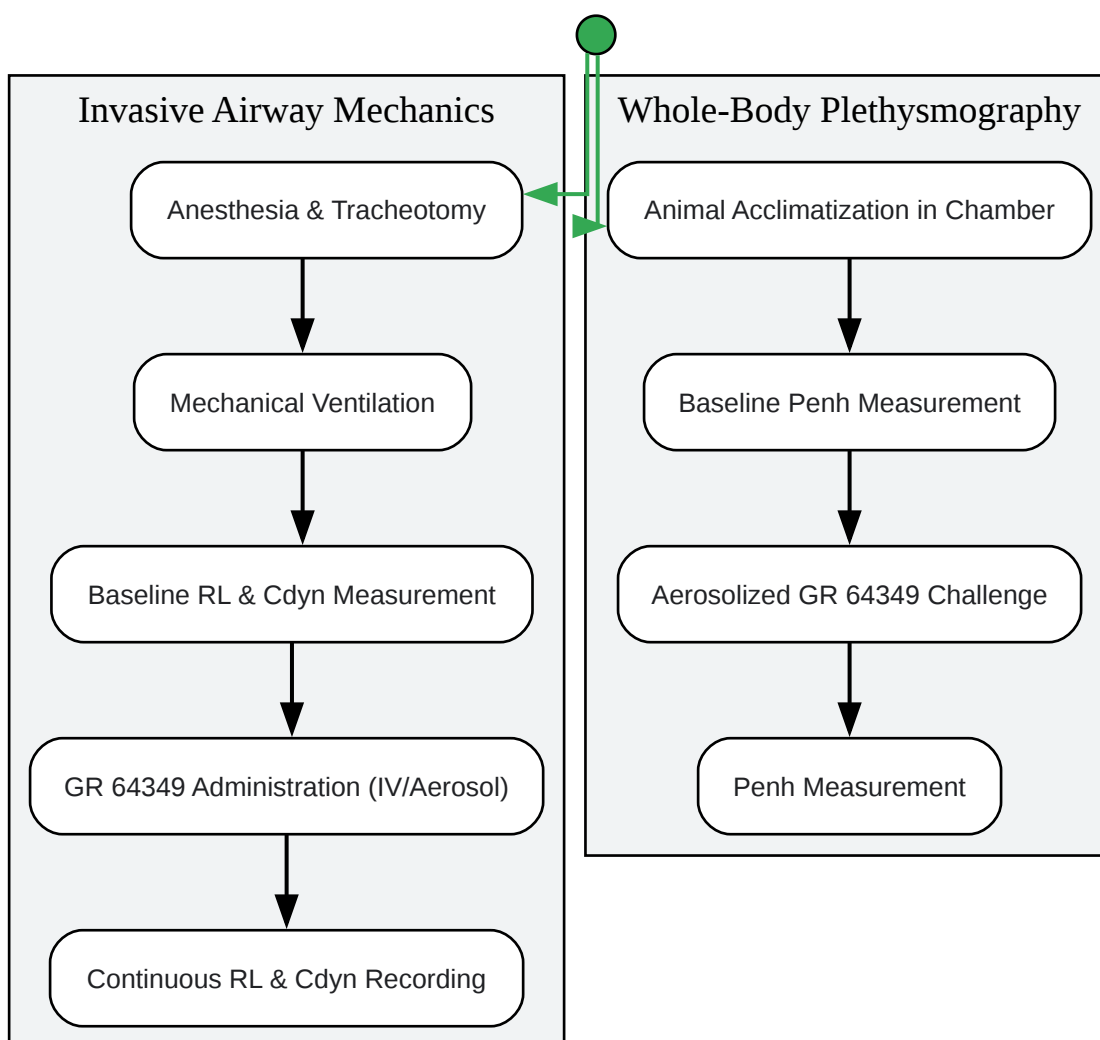 Invasive Airway Mechanics
Anesthesia & Tracheotomy
Mechanical Ventilation
Baseline RL & Cdyn Measurement
GR 64349 Administration (IV/Aerosol)
Continuous RL & Cdyn Recording
Whole-Body Plethysmography
Animal Acclimatization in Chamber
Baseline Penh Measurement
Aerosolized GR 64349 Challenge
Penh Measurement